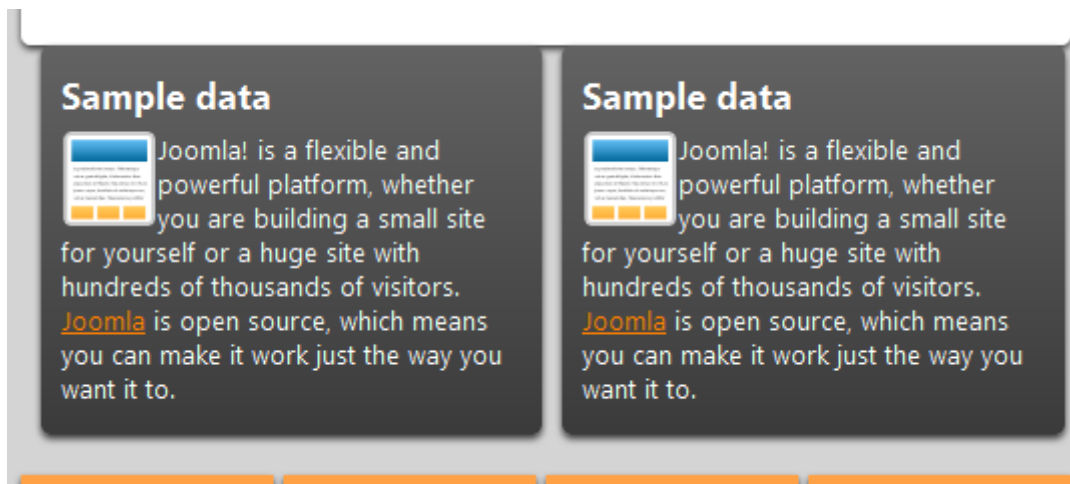 Sample data
Joomla! is a flexible and
powerful platform, whether
you are building a small site
for yourself or a huge site with
hundreds of thousands of visitors.
Joomla is open source, which means
you can make it work just the way you
want it to.
Sample data
Joomla! is a flexible and
powerful platform, whether
you are building a small site
for yourself or a huge site with
hundreds of thousands of visitors.
Joomla is open source, which means
you can make it work just the way you
want it to.